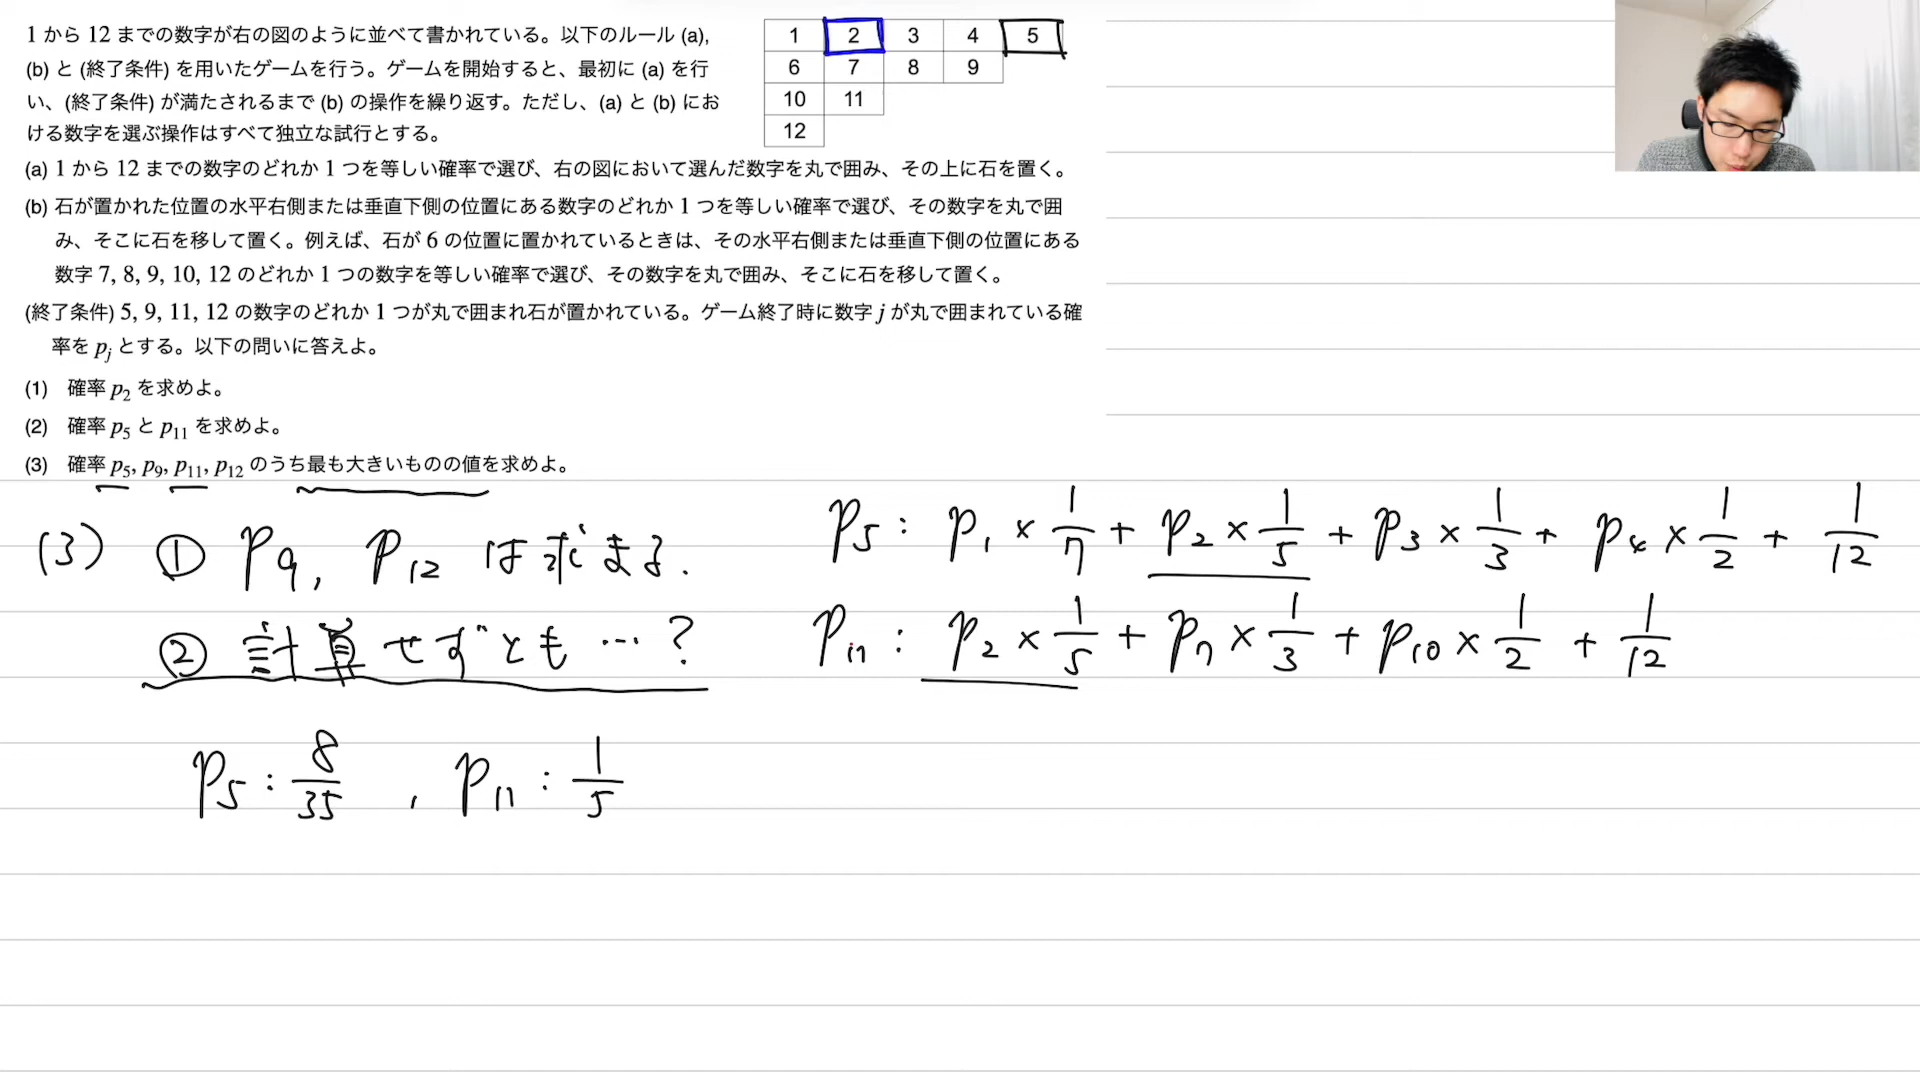 1 から 12 までの数字が右の図のように並べて書かれている。以下のルール (a),
(b) と (終了条件) を用いたゲームを行う。ゲームを開始すると、最初に (a) を行
い、(終了条件) が満たされるまで (b) の操作を繰り返す。ただし、(a) と (b) にお
ける数字を選ぶ操作はすべて独立な試行とする。
1 2 3 4 5
6 7 8 9
10 11
12
(a) 1 から 12 までの数字のどれか 1 つを等しい確率で選び、右の図において選んだ数字を丸で囲み、その上に石を置く。
(b) 石が置かれた位置の水平右側または垂直下側の位置にある数字のどれか 1 つを等しい確率で選び、その数字を丸で囲
み、そこに石を移して置く。例えば、石が 6 の位置に置かれているときは、その水平右側または垂直下側の位置にある
数字 7, 8, 9, 10, 12 のどれか 1 つの数字を等しい確率で選び、その数字を丸で囲み、そこに石を移して置く。
(終了条件) 5, 9, 11, 12 の数字のどれか 1 つが丸で囲まれ石が置かれている。ゲーム終了時に数字 j が丸で囲まれている確
率を p_j とする。以下の問いに答えよ。
(1) 確率 p_2 を求めよ。
(2) 確率 p_5 と p_11 を求めよ。
(3) 確率 p_5, p_9, p_11, p_12 のうち最も大きいものの値を求めよ。
(3) ① p_9, p_12 は求まる.
② 計算せずとも…?
p_5 : 8/35 , p_11 : 1/5
p_5 : p_1 × 1/7 + p_2 × 1/5 + p_3 × 1/3 + p_4 × 1/2 + 1/12
p_11 : p_2 × 1/5 + p_7 × 1/3 + p_10 × 1/2 + 1/12